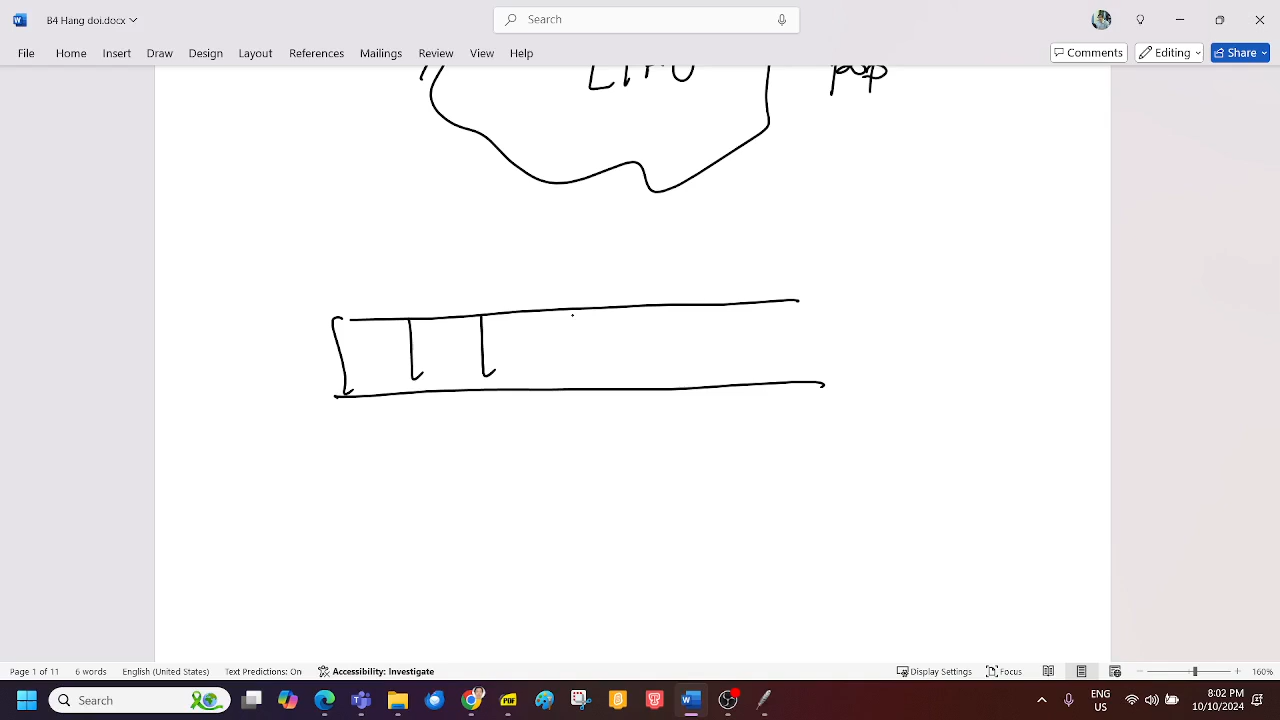 B4 Hang doi.docx
Search
File Home Insert Draw Design Layout References Mailings Review View Help
Comments Editing Share
LIFO
pop
Page 1 of 11 6 words English (United States) Text Predictions: On Accessibility: Investigate
Display Settings Focus 160%
Search
PDF
ENG
US
8:02 PM
10/10/2024